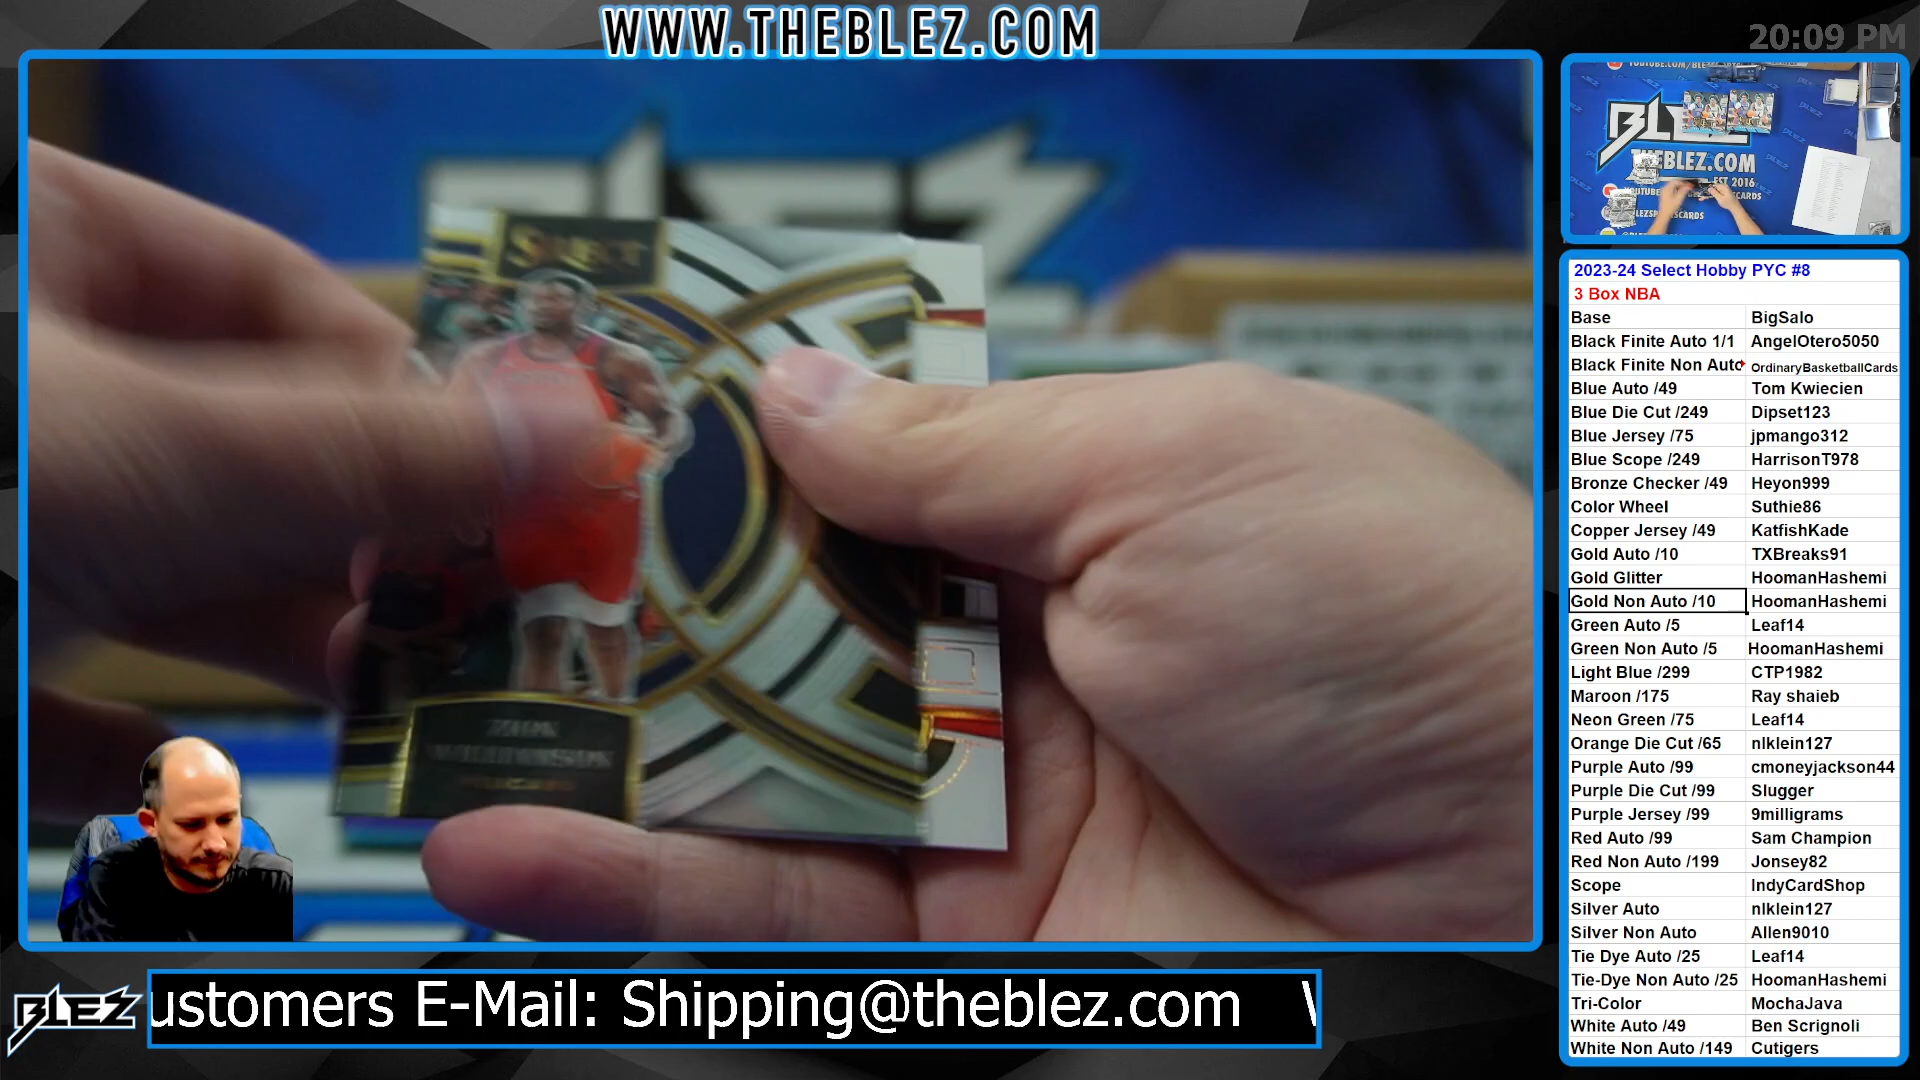 WWW.THEBLEZ.COM
20:09 PM
SELECT
ZION
WILLIAMSON
BLEZ
THEBLEZ.COM
EST 2016
2023-24 Select Hobby PYC #8
3 Box NBA
Base BigSalo
Black Finite Auto 1/1 AngelOtero5050
Black Finite Non Auto OrdinaryBasketballCards
Blue Auto /49 Tom Kwiecien
Blue Die Cut /249 Dipset123
Blue Jersey /75 jpmango312
Blue Scope /249 HarrisonT978
Bronze Checker /49 Heyon999
Color Wheel Suthie86
Copper Jersey /49 KatfishKade
Gold Auto /10 TXBreaks91
Gold Glitter HoomanHashemi
Gold Non Auto /10 HoomanHashemi
Green Auto /5 Leaf14
Green Non Auto /5 HoomanHashemi
Light Blue /299 CTP1982
Maroon /175 Ray shaieb
Neon Green /75 Leaf14
Orange Die Cut /65 nlklein127
Purple Auto /99 cmoneyjackson44
Purple Die Cut /99 Slugger
Purple Jersey /99 9milligrams
Red Auto /99 Sam Champion
Red Non Auto /199 Jonsey82
Scope IndyCardShop
Silver Auto nlklein127
Silver Non Auto Allen9010
Tie Dye Auto /25 Leaf14
Tie-Dye Non Auto /25 HoomanHashemi
Tri-Color MochaJava
White Auto /49 Ben Scrignoli
White Non Auto /149 Cutigers
BLEZ
ustomers E-Mail: Shipping@theblez.com